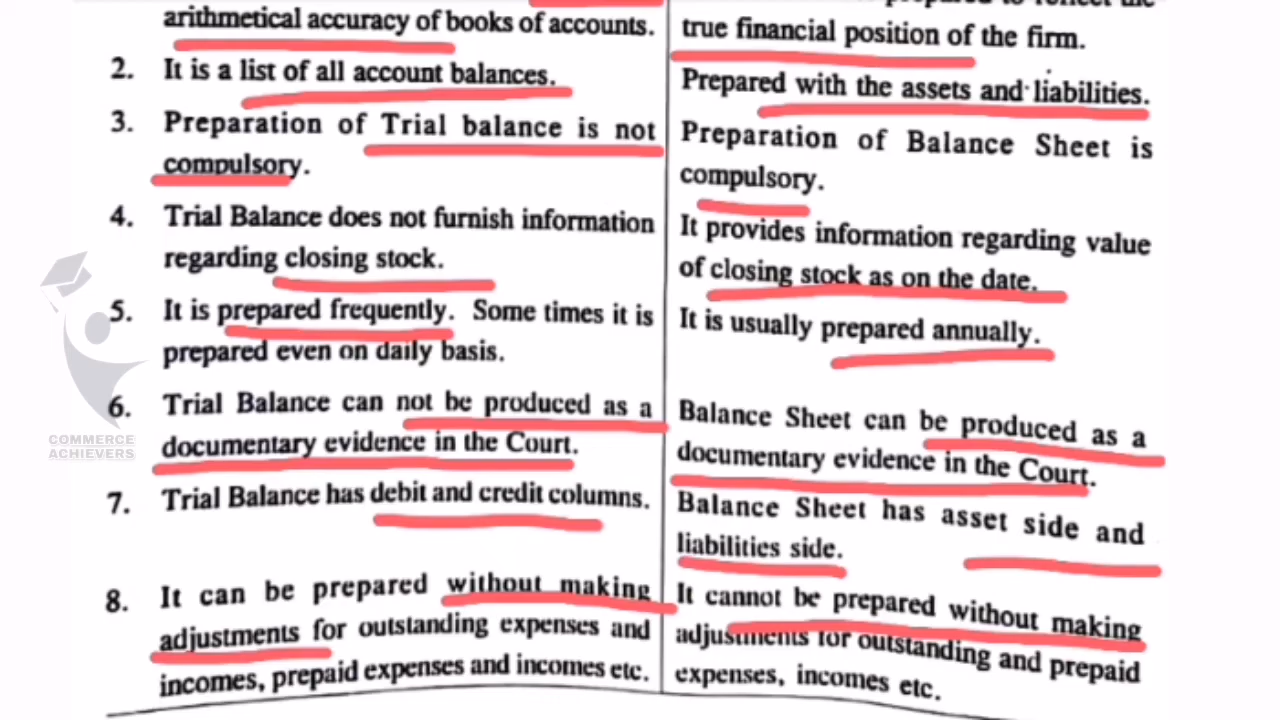 arithmetical accuracy of books of accounts.
true financial position of the firm.
2. It is a list of all account balances.
Prepared with the assets and liabilities.
3. Preparation of Trial balance is not
compulsory.
Preparation of Balance Sheet is
compulsory.
4. Trial Balance does not furnish information
regarding closing stock.
It provides information regarding value
of closing stock as on the date.
5. It is prepared frequently. Some times it is
prepared even on daily basis.
It is usually prepared annually.
6. Trial Balance can not be produced as a
documentary evidence in the Court.
Balance Sheet can be produced as a
documentary evidence in the Court.
7. Trial Balance has debit and credit columns.
Balance Sheet has asset side and
liabilities side.
8. It can be prepared without making
adjustments for outstanding expenses and
incomes, prepaid expenses and incomes etc.
It cannot be prepared without making
adjustments for outstanding and prepaid
expenses, incomes etc.
COMMERCE
ACHIEVERS